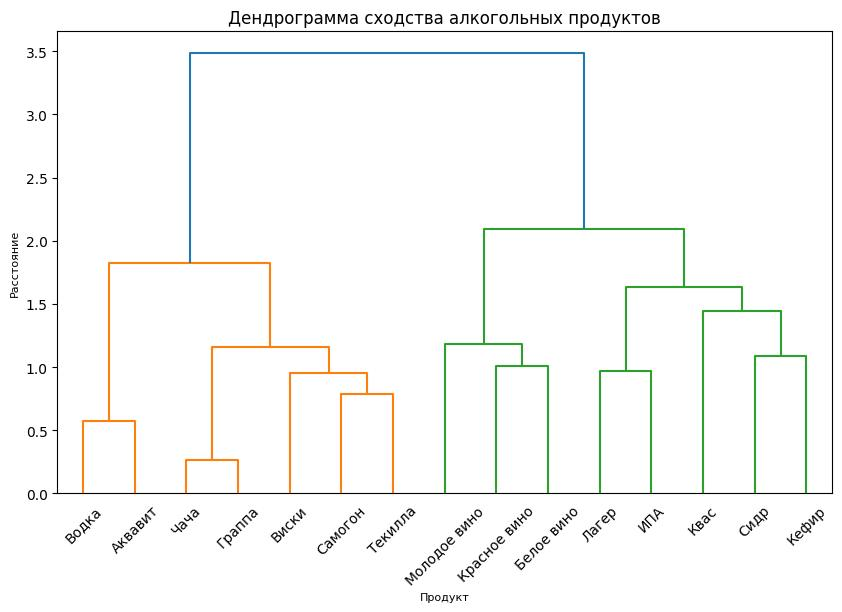 Дендрограмма сходства алкогольных продуктов
3.5
3.0
2.5
2.0
1.5
1.0
0.5
0.0
Расстояние
Водка
Аквавит
Чача
Граппа
Виски
Самогон
Текилла
Молодое вино
Красное вино
Белое вино
Лагер
ИПА
Квас
Сидр
Кефир
Продукт